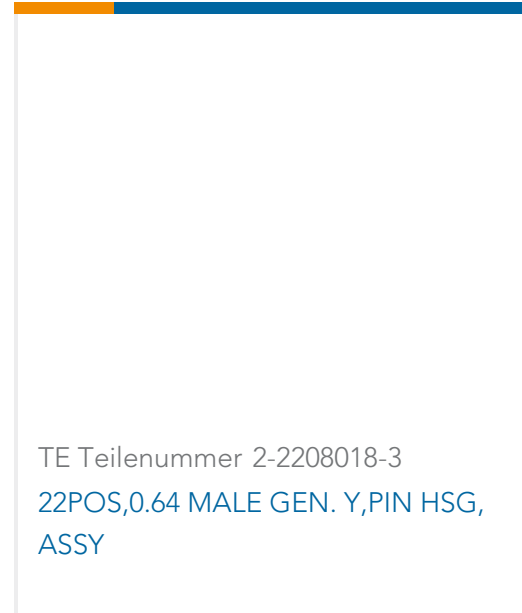 TE Teilenummer 2-2208018-3
22POS,0.64 MALE GEN. Y,PIN HSG,
ASSY